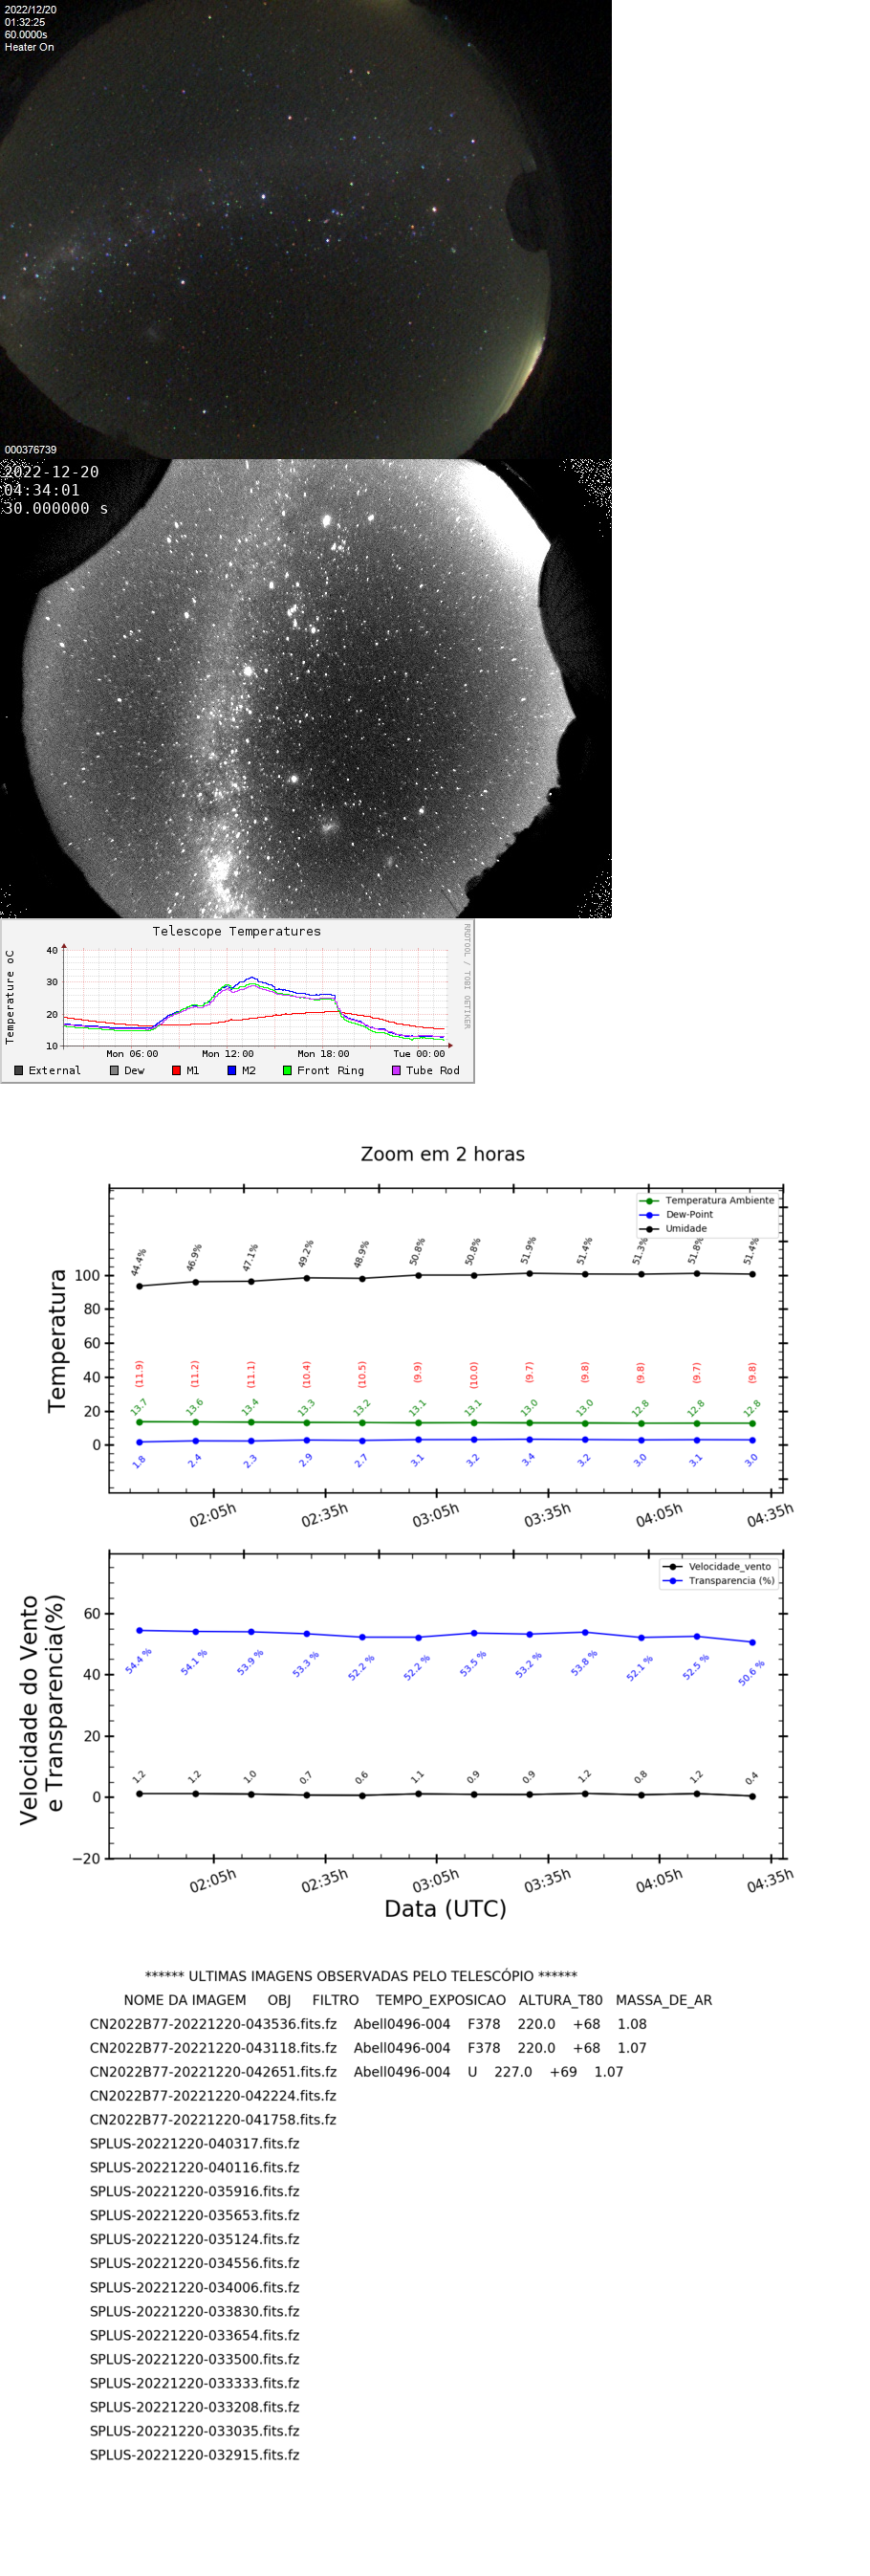 2022/12/20
01:32:25
60.0000s
Heater On
000376739
2022-12-20
04:34:01
30.000000 s
Telescope Temperatures
RRDTOOL / TOBI OETIKER
Temperature oC
40
30
20
10
Mon 06:00 Mon 12:00 Mon 18:00 Tue 00:00
External Dew M1 M2 Front Ring Tube Rod
Zoom em 2 horas
Temperatura Ambiente
Dew-Point
Umidade
Temperatura
100
80
60
40
20
0
44.4% 46.9% 47.1% 49.2% 48.9% 50.8% 50.8% 51.9% 51.4% 51.3% 51.8% 51.4%
(11.9) (11.2) (11.1) (10.4) (10.5) (9.9) (10.0) (9.7) (9.8) (9.8) (9.7) (9.8)
13.7 13.6 13.4 13.3 13.2 13.1 13.1 13.0 13.0 12.8 12.8 12.8
1.8 2.4 2.3 2.9 2.7 3.1 3.2 3.4 3.2 3.0 3.1 3.0
02:05h 02:35h 03:05h 03:35h 04:05h 04:35h
Velocidade_vento
Transparencia (%)
Velocidade do Vento
e Transparencia(%)
60
40
20
0
−20
54.4 % 54.1 % 53.9 % 53.3 % 52.2 % 52.2 % 53.5 % 53.2 % 53.8 % 52.1 % 52.5 % 50.6 %
1.2 1.2 1.0 0.7 0.6 1.1 0.9 0.9 1.2 0.8 1.2 0.4
02:05h 02:35h 03:05h 03:35h 04:05h 04:35h
Data (UTC)
****** ULTIMAS IMAGENS OBSERVADAS PELO TELESCÓPIO ******
NOME DA IMAGEM OBJ FILTRO TEMPO_EXPOSICAO ALTURA_T80 MASSA_DE_AR
CN2022B77-20221220-043536.fits.fz Abell0496-004 F378 220.0 +68 1.08
CN2022B77-20221220-043118.fits.fz Abell0496-004 F378 220.0 +68 1.07
CN2022B77-20221220-042651.fits.fz Abell0496-004 U 227.0 +69 1.07
CN2022B77-20221220-042224.fits.fz
CN2022B77-20221220-041758.fits.fz
SPLUS-20221220-040317.fits.fz
SPLUS-20221220-040116.fits.fz
SPLUS-20221220-035916.fits.fz
SPLUS-20221220-035653.fits.fz
SPLUS-20221220-035124.fits.fz
SPLUS-20221220-034556.fits.fz
SPLUS-20221220-034006.fits.fz
SPLUS-20221220-033830.fits.fz
SPLUS-20221220-033654.fits.fz
SPLUS-20221220-033500.fits.fz
SPLUS-20221220-033333.fits.fz
SPLUS-20221220-033208.fits.fz
SPLUS-20221220-033035.fits.fz
SPLUS-20221220-032915.fits.fz